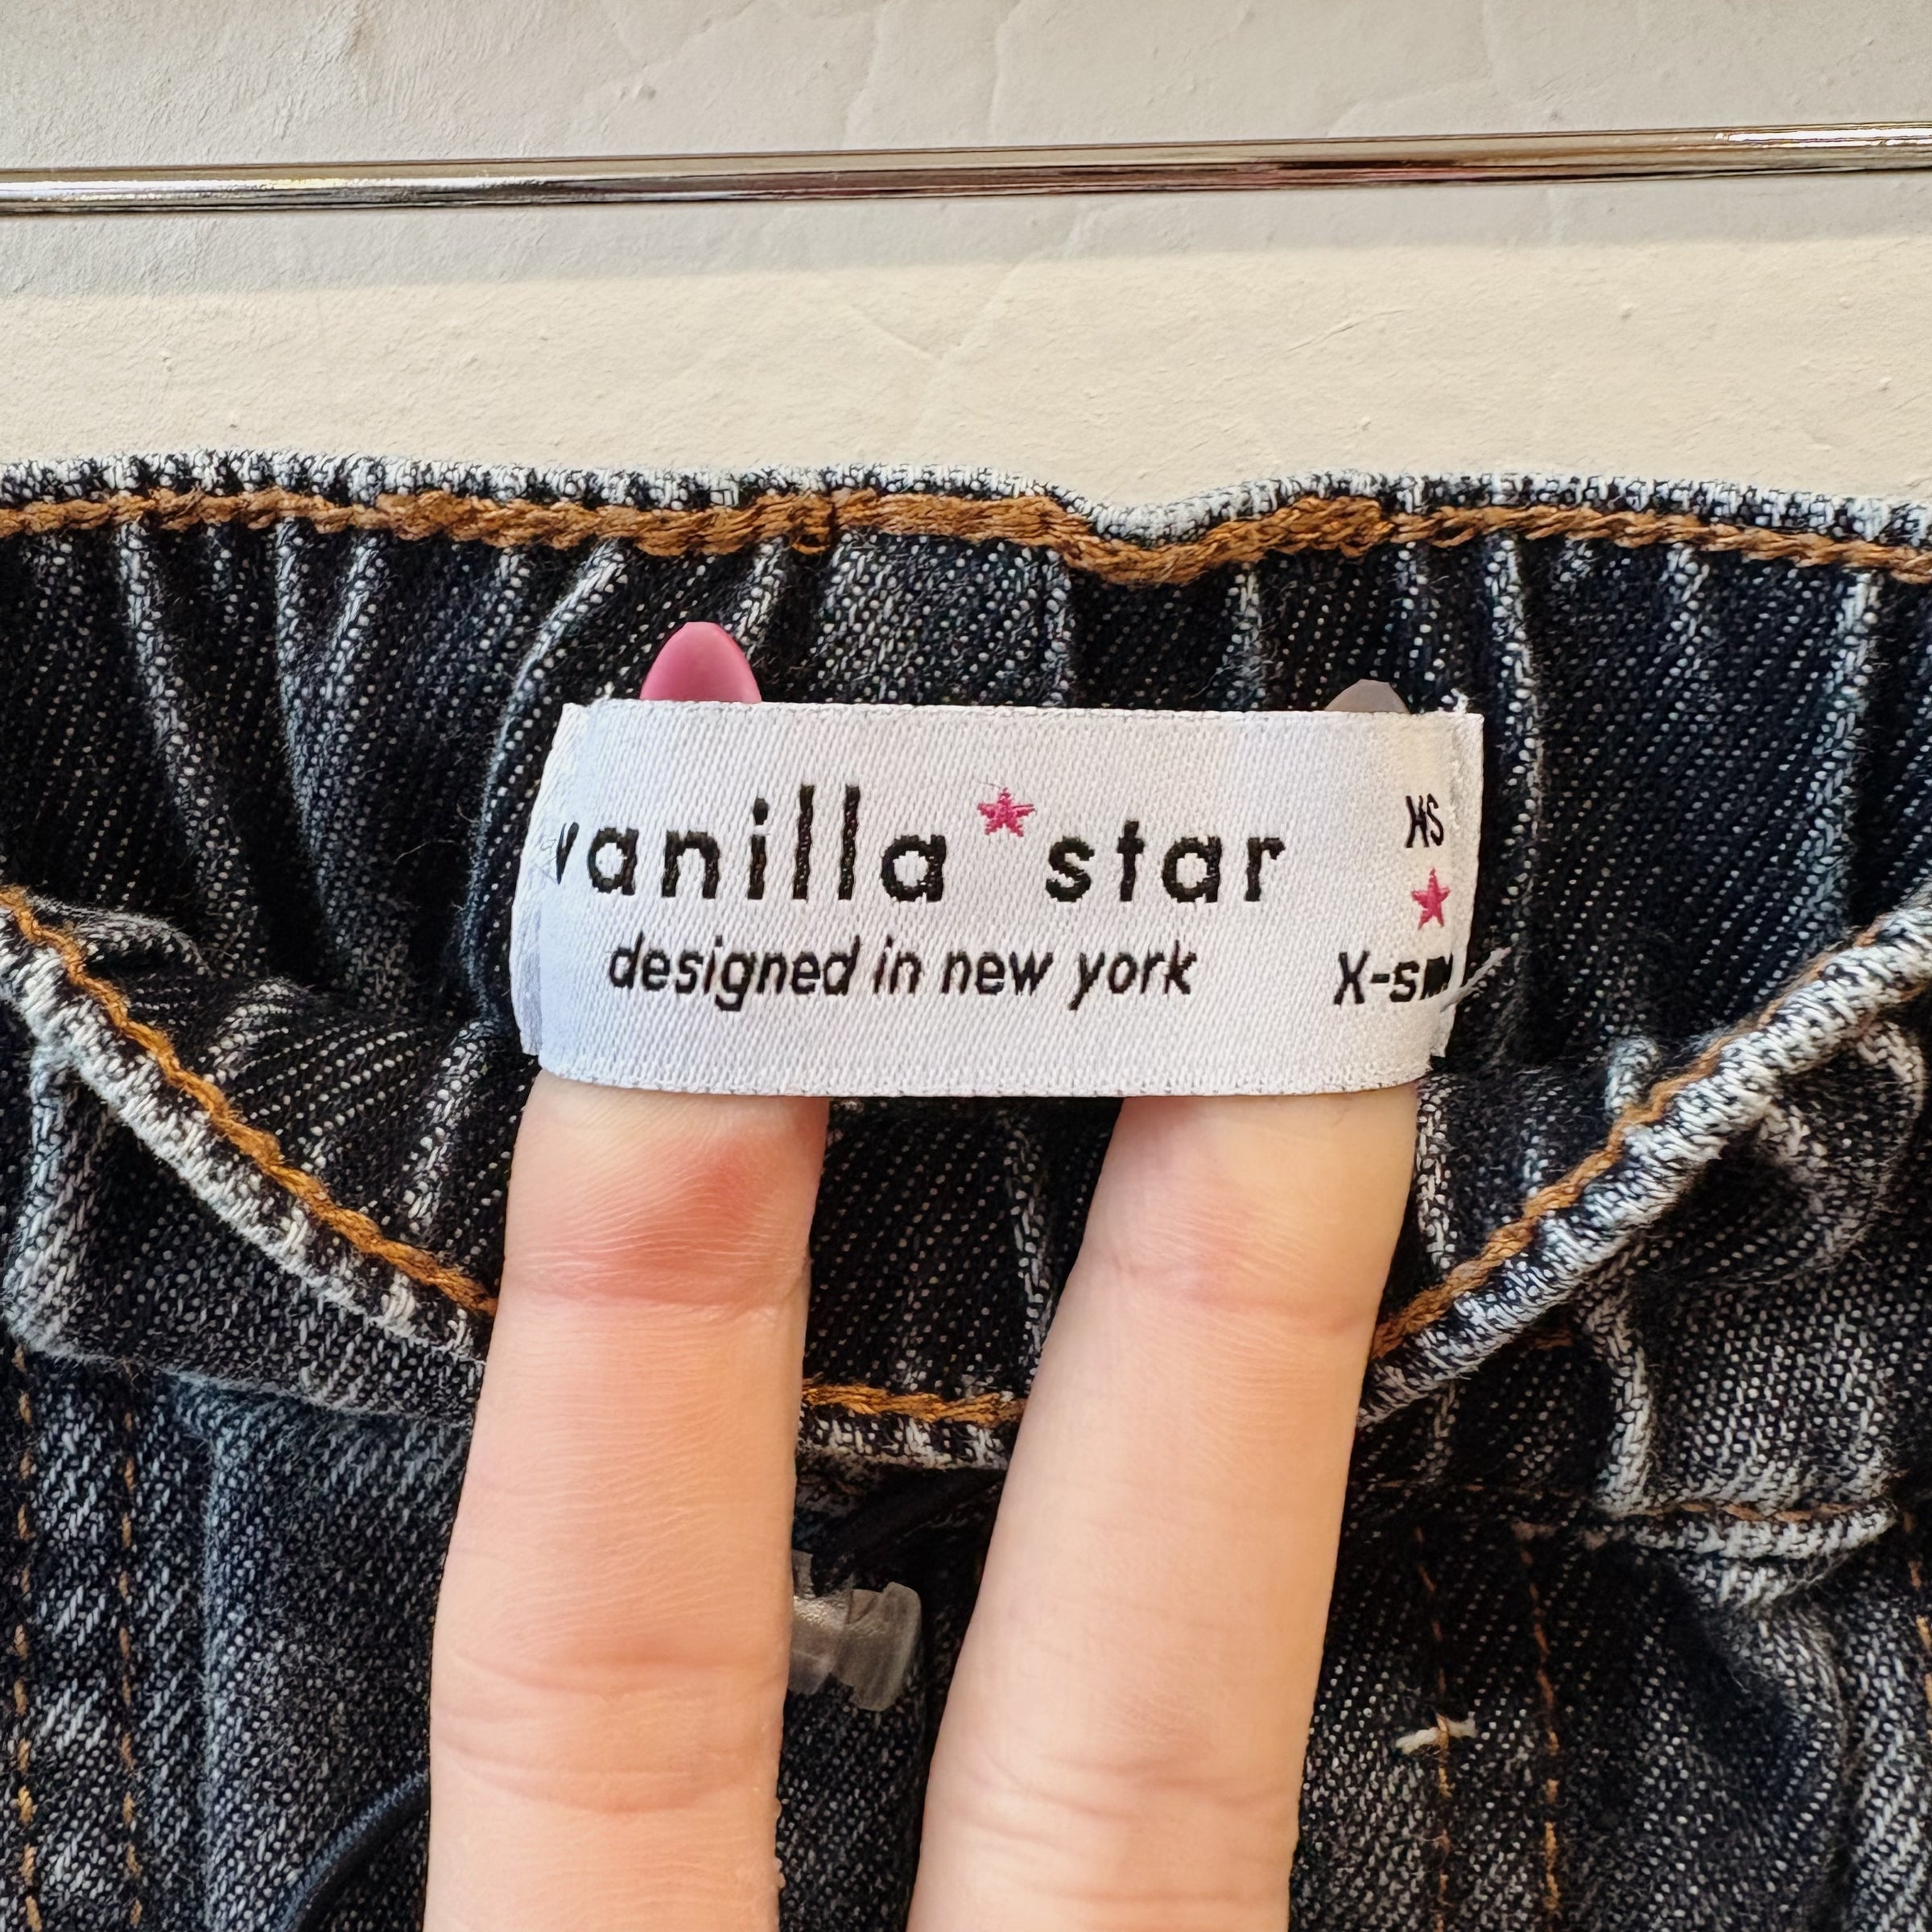 vanilla star
designed in new york
XS
X-sm